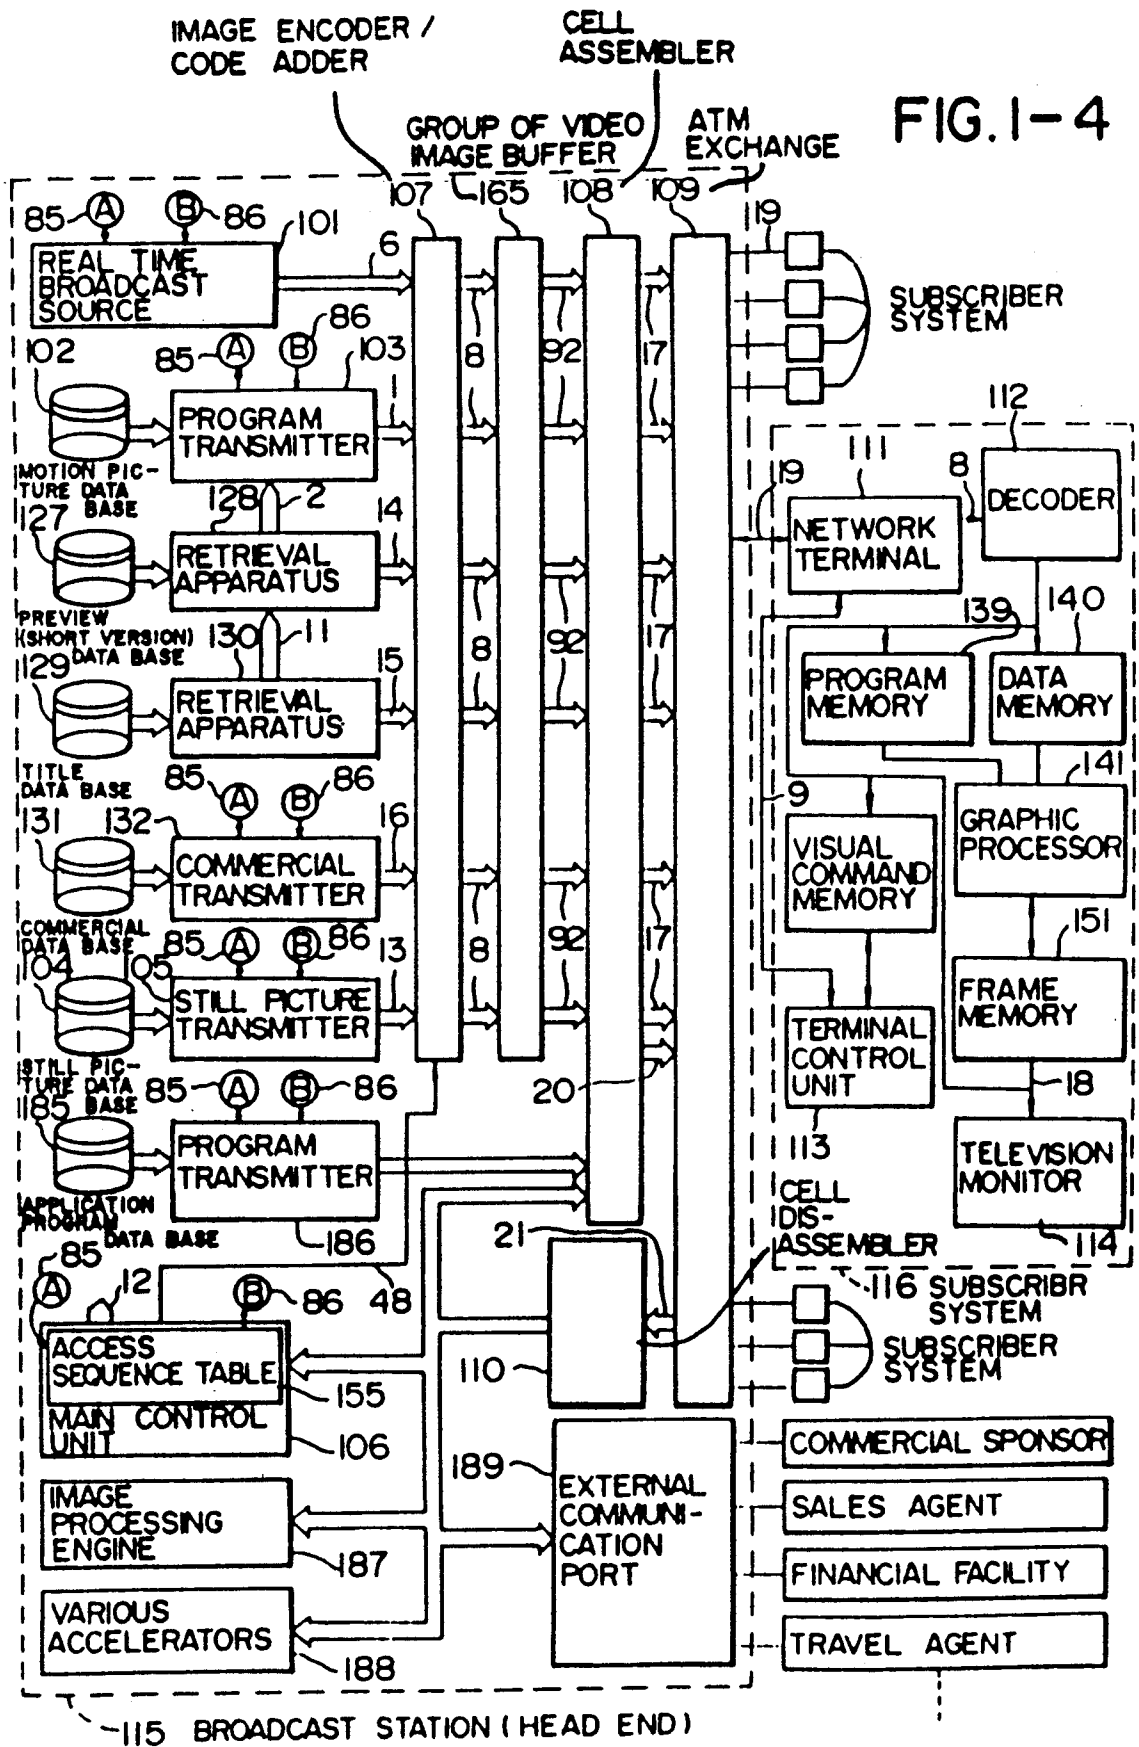 IMAGE ENCODER /
CODE ADDER
CELL
ASSEMBLER
FIG. 1-4
GROUP OF VIDEO
IMAGE BUFFER
ATM
EXCHANGE
107
165
108
109
85
A
B
86
101
REAL TIME
BROADCAST
SOURCE
6
8
92
17
19
SUBSCRIBER
SYSTEM
102
85
A
B
86
103
PROGRAM
TRANSMITTER
1
MOTION PIC-
TURE DATA
BASE
127
128
2
14
RETRIEVAL
APPARATUS
8
92
17
PREVIEW
(SHORT VERSION)
DATA BASE
129
130
11
15
RETRIEVAL
APPARATUS
TITLE
DATA BASE
131
132
85
A
B
86
16
COMMERCIAL
TRANSMITTER
8
92
17
COMMERCIAL
DATA BASE
104
105
85
A
B
86
13
STILL PICTURE
TRANSMITTER
20
STILL PIC-
TURE DATA
BASE
185
85
A
B
86
PROGRAM
TRANSMITTER
186
APPLICATION
PROGRAM
DATA BASE
85
A
12
B
86
48
21
110
ACCESS
SEQUENCE TABLE
155
MAIN CONTROL
UNIT
106
IMAGE
PROCESSING
ENGINE
187
VARIOUS
ACCELERATORS
188
189
EXTERNAL
COMMUNI-
CATION
PORT
115 BROADCAST STATION (HEAD END)
19
111
112
NETWORK
TERMINAL
8
DECODER
139
140
PROGRAM
MEMORY
DATA
MEMORY
9
141
VISUAL
COMMAND
MEMORY
GRAPHIC
PROCESSOR
151
TERMINAL
CONTROL
UNIT
113
FRAME
MEMORY
18
TELEVISION
MONITOR
114
CELL
DIS-
ASSEMBLER
116 SUBSCRIBR
SYSTEM
SUBSCRIBER
SYSTEM
COMMERCIAL SPONSOR
SALES AGENT
FINANCIAL FACILITY
TRAVEL AGENT